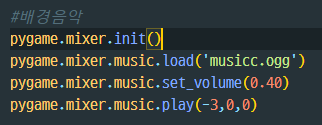 #배경음악
pygame.mixer.init()
pygame.mixer.music.load('musicc.ogg')
pygame.mixer.music.set_volume(0.40)
pygame.mixer.music.play(-3,0,0)